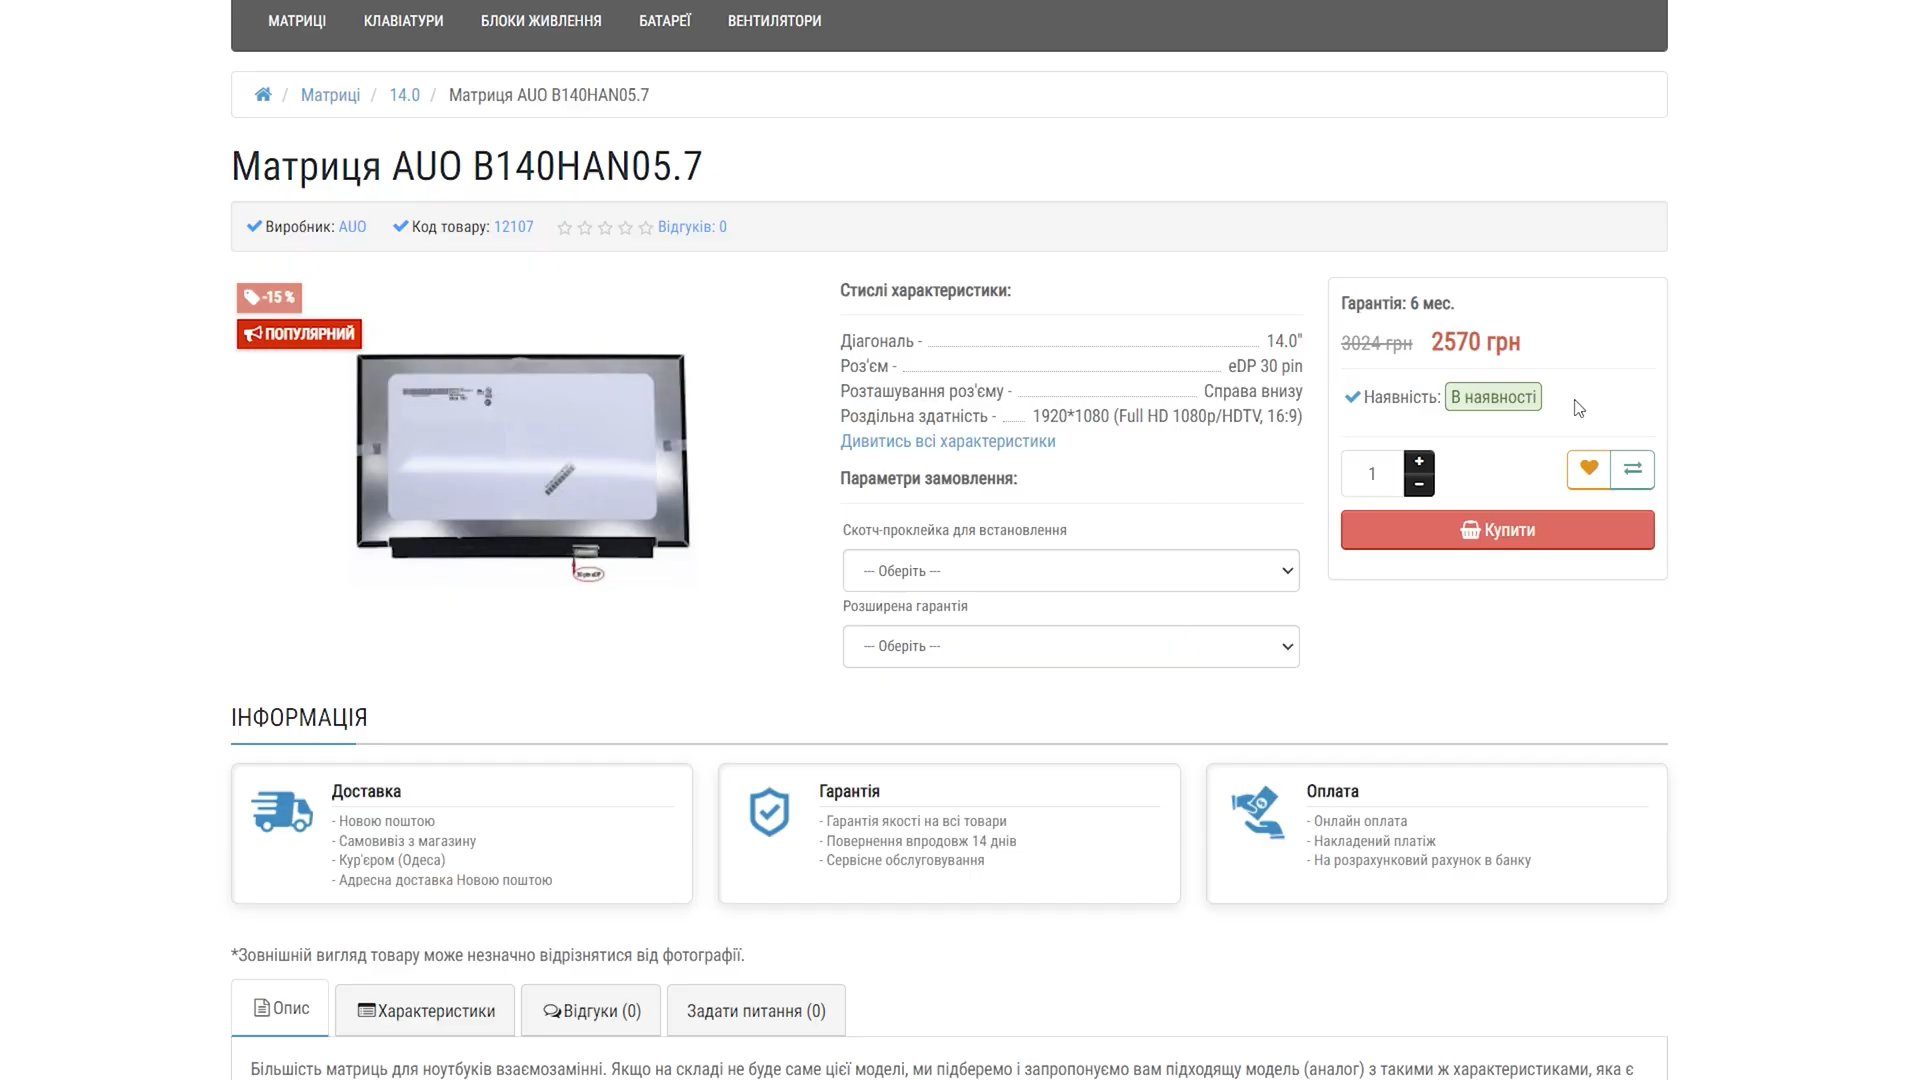 МАТРИЦІ КЛАВІАТУРИ БЛОКИ ЖИВЛЕННЯ БАТАРЕЇ ВЕНТИЛЯТОРИ
/ Матриці / 14.0 / Матриця AUO B140HAN05.7
Матриця AUO B140HAN05.7
Виробник: AUO Код товару: 12107 Відгуків: 0
-15 %
ПОПУЛЯРНИЙ
Стислі характеристики:
Діагональ - 14.0"
Роз'єм - eDP 30 pin
Розташування роз'єму - Справа внизу
Роздільна здатність - 1920*1080 (Full HD 1080p/HDTV, 16:9)
Дивитись всі характеристики
Параметри замовлення:
Скотч-проклейка для встановлення
--- Оберіть ---
Розширена гарантія
--- Оберіть ---
Гарантія: 6 мес.
3024 грн 2570 грн
Наявність: В наявності
1 + -
Купити
ІНФОРМАЦІЯ
Доставка
- Новою поштою
- Самовивіз з магазину
- Кур'єром (Одеса)
- Адресна доставка Новою поштою
Гарантія
- Гарантія якості на всі товари
- Повернення впродовж 14 днів
- Сервісне обслуговування
Оплата
- Онлайн оплата
- Накладений платіж
- На розрахунковий рахунок в банку
*Зовнішній вигляд товару може незначно відрізнятися від фотографії.
Опис Характеристики Відгуки (0) Задати питання (0)
Більшість матриць для ноутбуків взаємозамінні. Якщо на складі не буде саме цієї моделі, ми підберемо і запропонуємо вам підходящу модель (аналог) з такими ж характеристиками, яка є